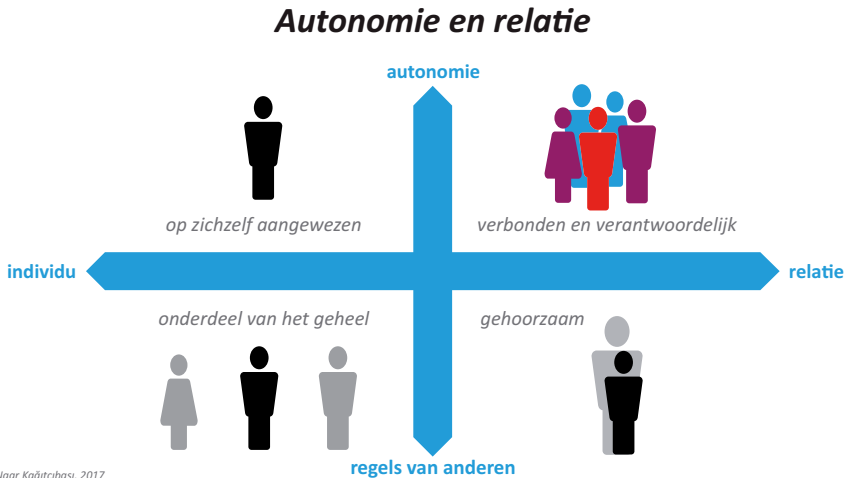 Autonomie en relatie
autonomie
op zichzelf aangewezen
verbonden en verantwoordelijk
individu
relatie
onderdeel van het geheel
gehoorzaam
regels van anderen
Naar Kağıtçıbaşı, 2017